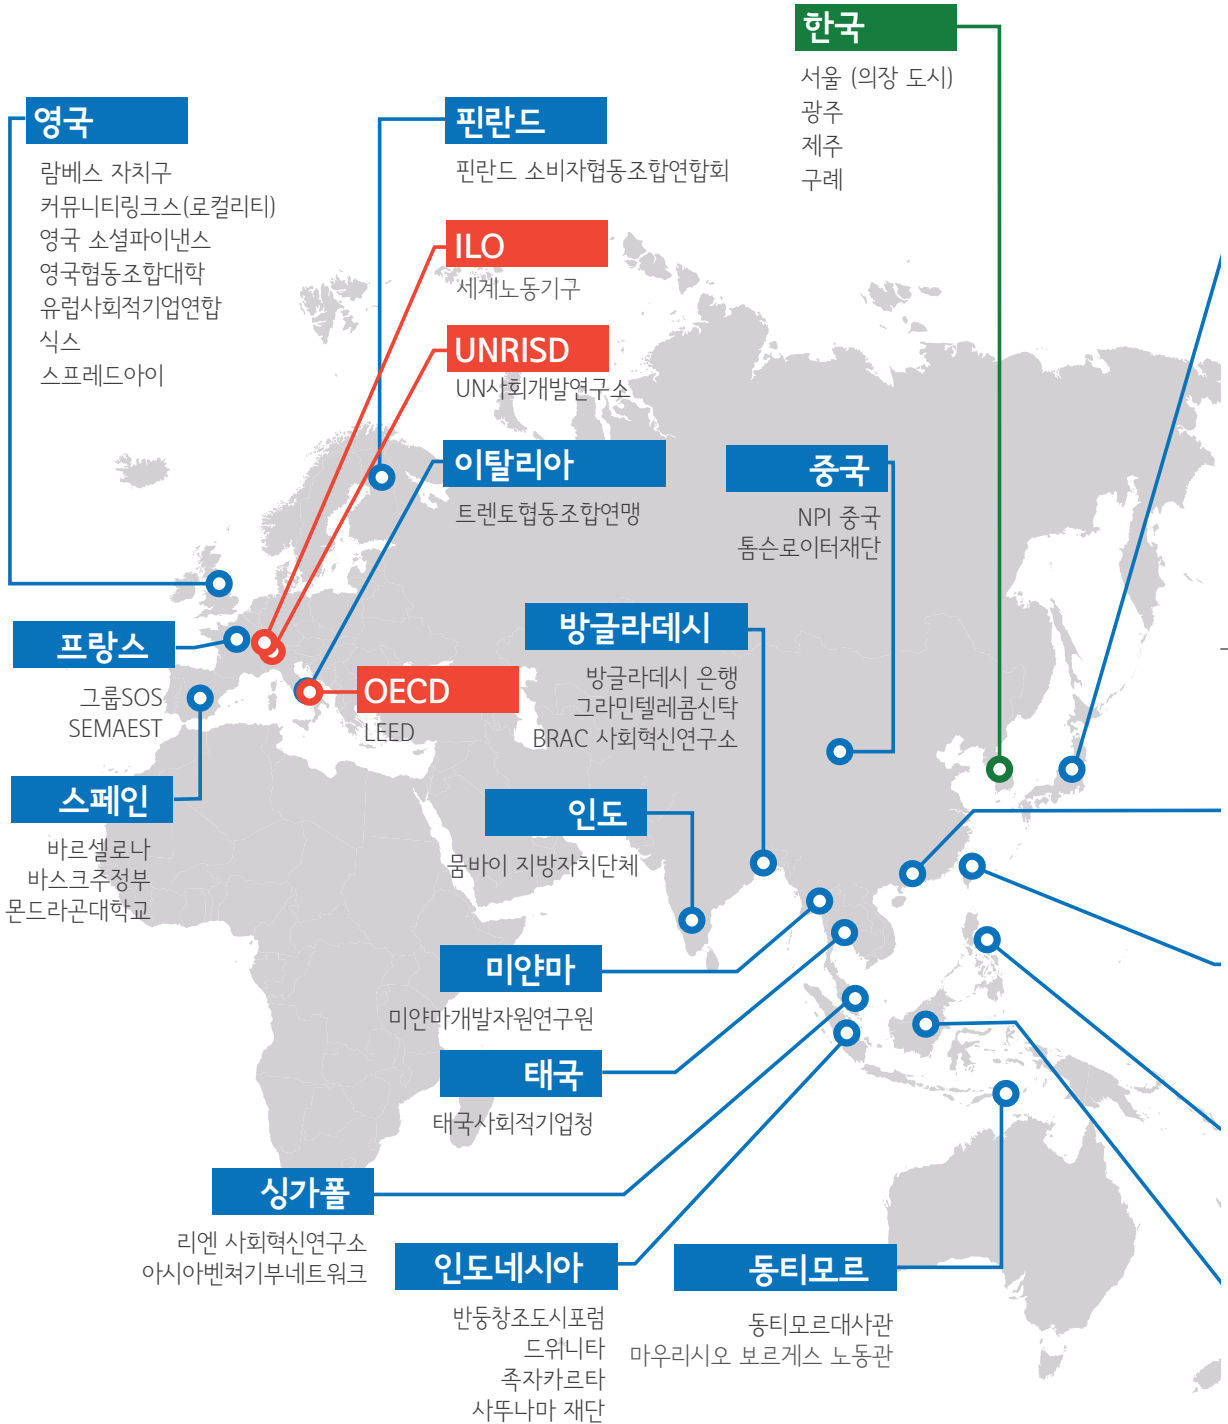 한국
서울 (의장 도시)
광주
제주
구례
영국
람베스 자치구
커뮤니티링크스(로컬리티)
영국 소셜파이낸스
영국협동조합대학
유럽사회적기업연합
식스
스프레드아이
핀란드
핀란드 소비자협동조합연합회
ILO
세계노동기구
UNRISD
UN사회개발연구소
이탈리아
트렌토협동조합연맹
중국
NPI 중국
톰슨로이터재단
방글라데시
방글라데시 은행
그라민텔레콤신탁
BRAC 사회혁신연구소
프랑스
그룹SOS
SEMAEST
OECD
LEED
스페인
바르셀로나
바스크주정부
몬드라곤대학교
인도
뭄바이 지방자치단체
미얀마
미얀마개발자원연구원
태국
태국사회적기업청
싱가폴
리엔 사회혁신연구소
아시아벤쳐기부네트워크
인도네시아
반둥창조도시포럼
드위니타
족자카르타
사뚜나마 재단
동티모르
동티모르대사관
마우리시오 보르게스 노동관